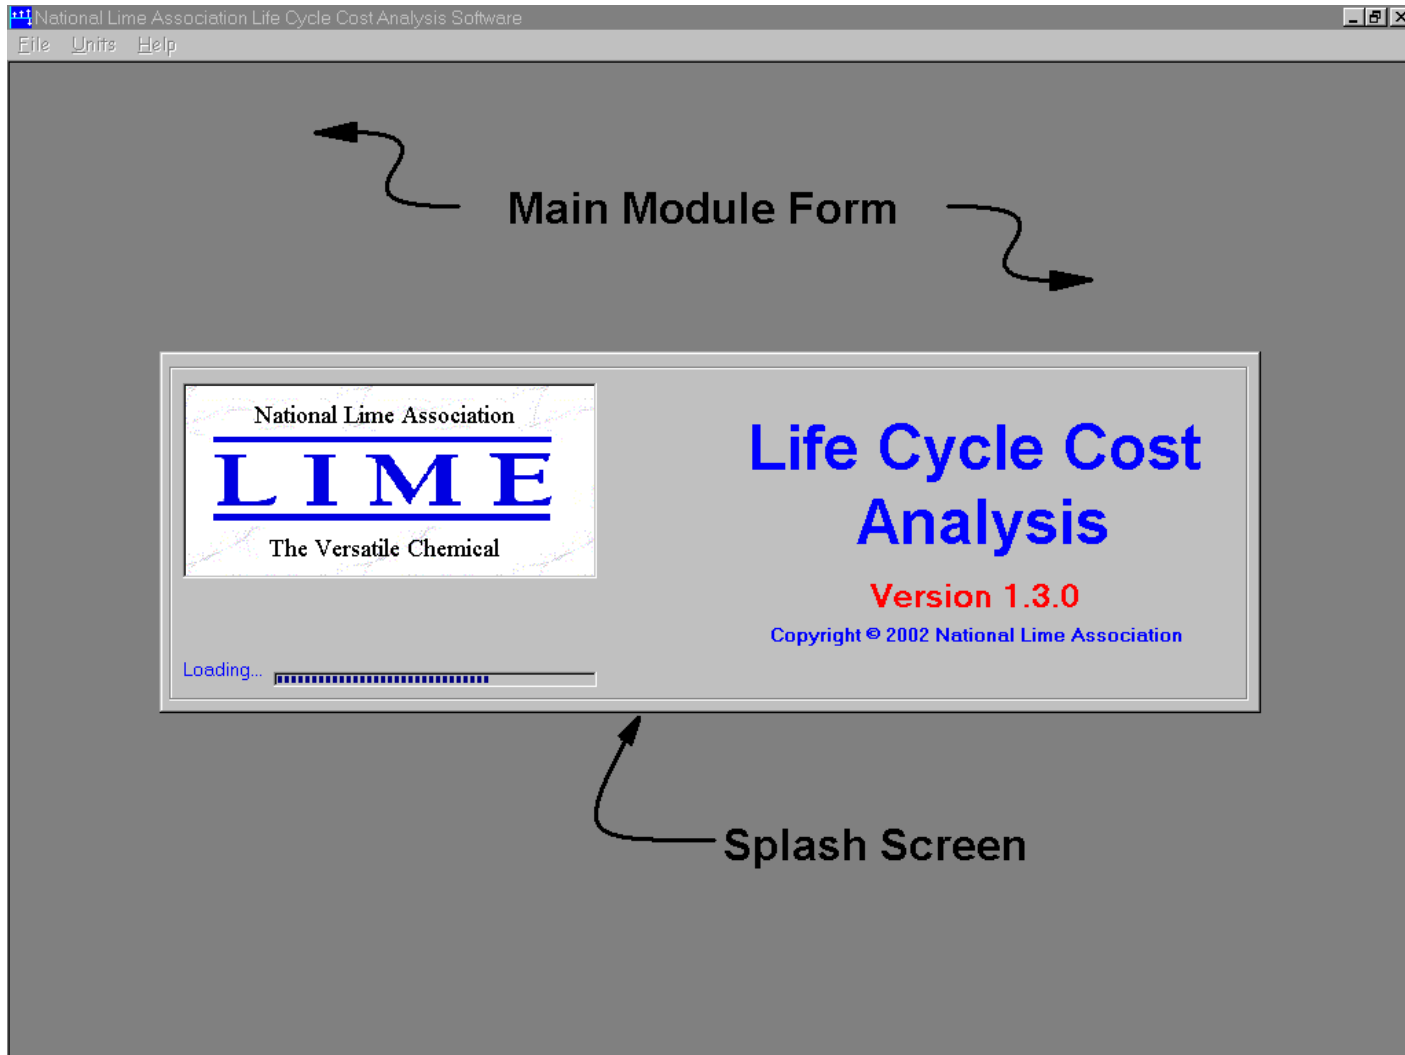 National Lime Association Life Cycle Cost Analysis Software
File Units Help
Main Module Form
National Lime Association
LIME
The Versatile Chemical
Life Cycle Cost
Analysis
Version 1.3.0
Copyright © 2002 National Lime Association
Loading...
Splash Screen